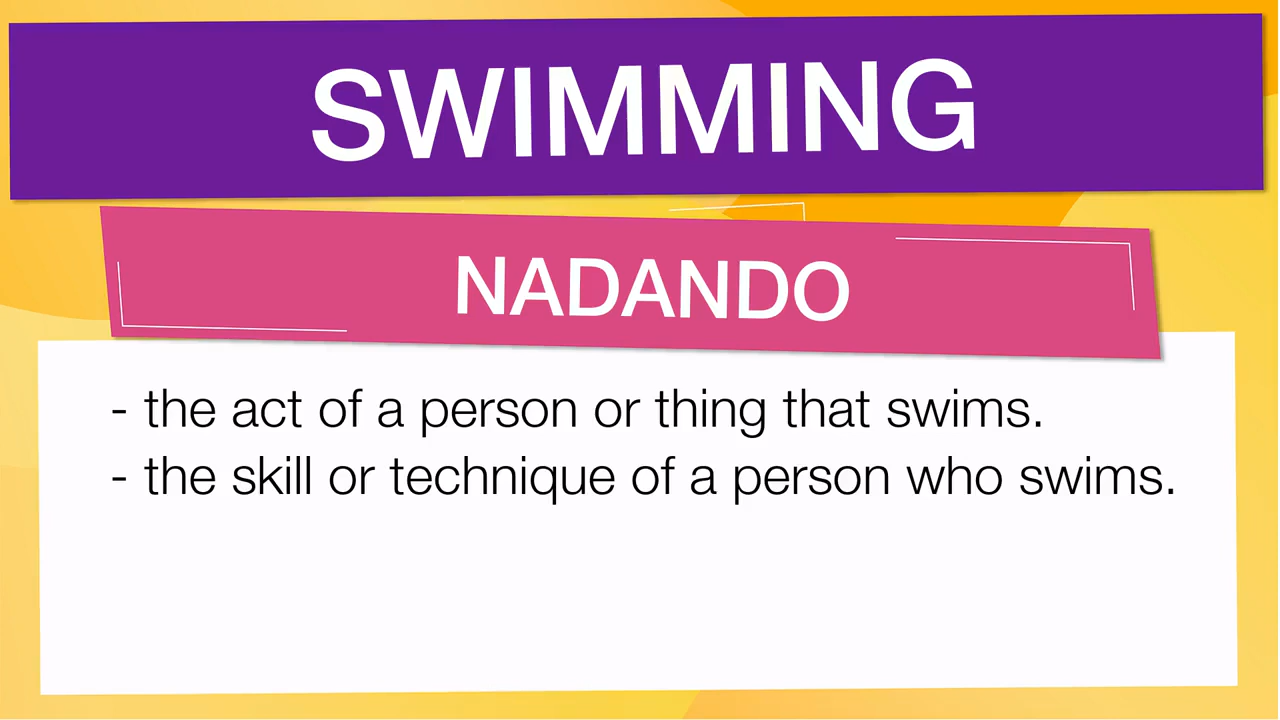 SWIMMING
NADANDO
- the act of a person or thing that swims.
- the skill or technique of a person who swims.